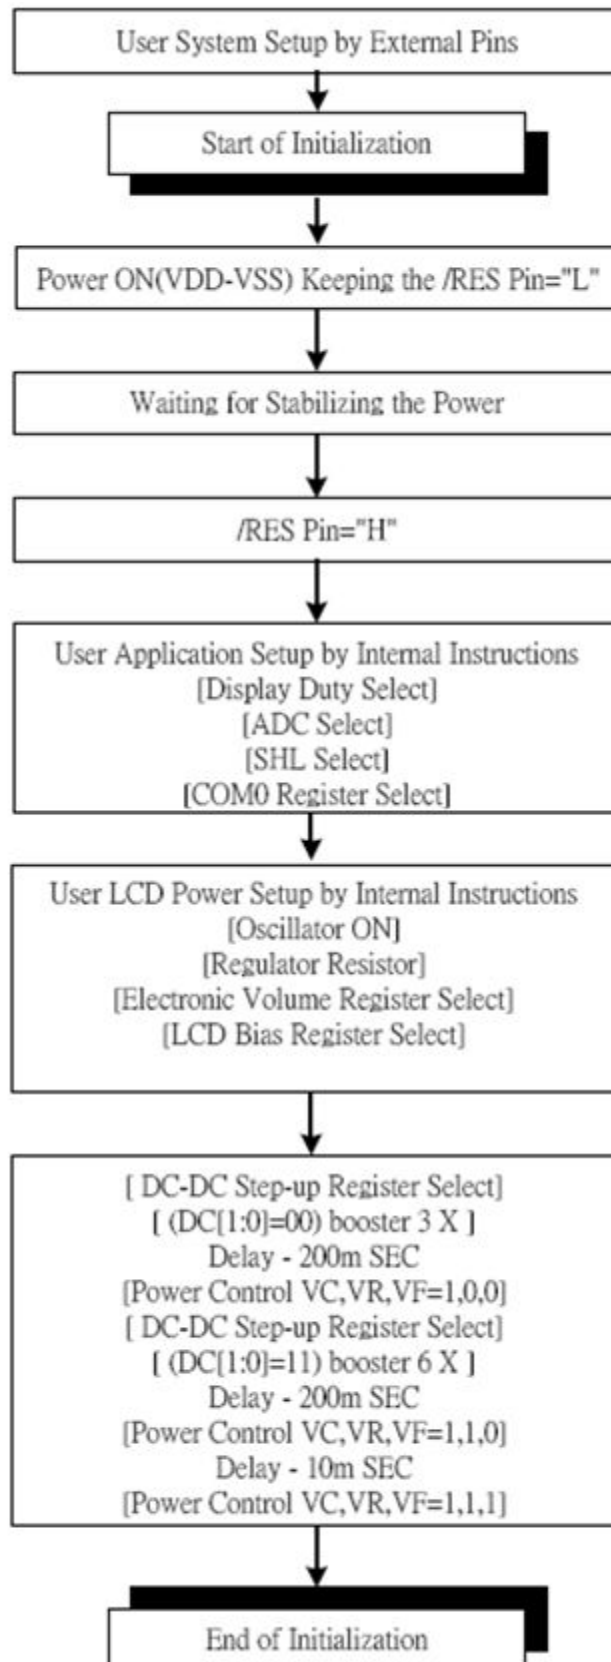 User System Setup by External Pins
Start of Initialization
Power ON(VDD-VSS) Keeping the /RES Pin="L"
Waiting for Stabilizing the Power
/RES Pin="H"
User Application Setup by Internal Instructions
[Display Duty Select]
[ADC Select]
[SHL Select]
[COM0 Register Select]
User LCD Power Setup by Internal Instructions
[Oscillator ON]
[Regulator Resistor]
[Electronic Volume Register Select]
[LCD Bias Register Select]
[ DC-DC Step-up Register Select]
[ (DC[1:0]=00) booster 3 X ]
Delay - 200m SEC
[Power Control VC,VR,VF=1,0,0]
[ DC-DC Step-up Register Select]
[ (DC[1:0]=11) booster 6 X ]
Delay - 200m SEC
[Power Control VC,VR,VF=1,1,0]
Delay - 10m SEC
[Power Control VC,VR,VF=1,1,1]
End of Initialization